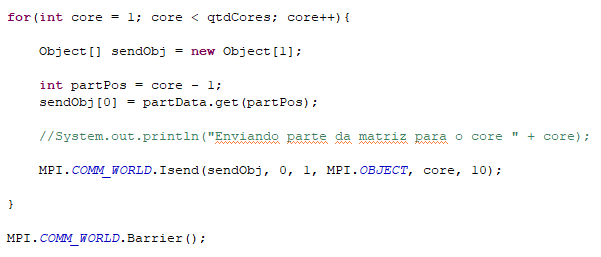 for(int core = 1; core < qtdCores; core++){
Object[] sendObj = new Object[1];
int partPos = core - 1;
sendObj[0] = partData.get(partPos);
//System.out.println("Enviando parte da matriz para o core " + core);
MPI.COMM_WORLD.Isend(sendObj, 0, 1, MPI.OBJECT, core, 10);
}
MPI.COMM_WORLD.Barrier();